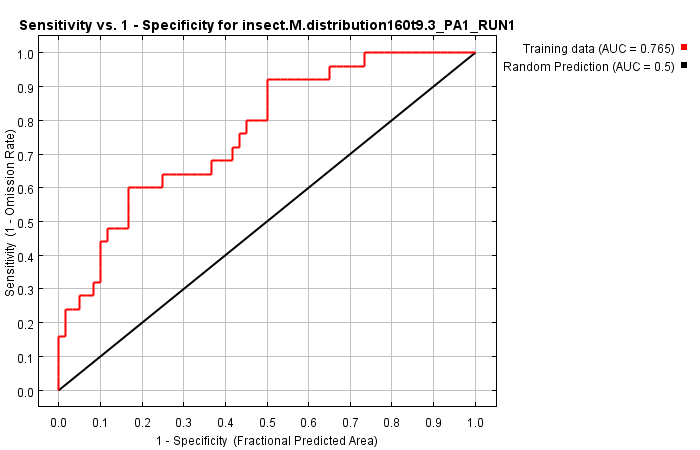 Sensitivity vs. 1 - Specificity for insect.M.distribution160t9.3_PA1_RUN1
Training data (AUC = 0.765)
Random Prediction (AUC = 0.5)
Sensitivity (1 - Omission Rate)
1.0
0.9
0.8
0.7
0.6
0.5
0.4
0.3
0.2
0.1
0.0
0.0 0.1 0.2 0.3 0.4 0.5 0.6 0.7 0.8 0.9 1.0
1 - Specificity (Fractional Predicted Area)